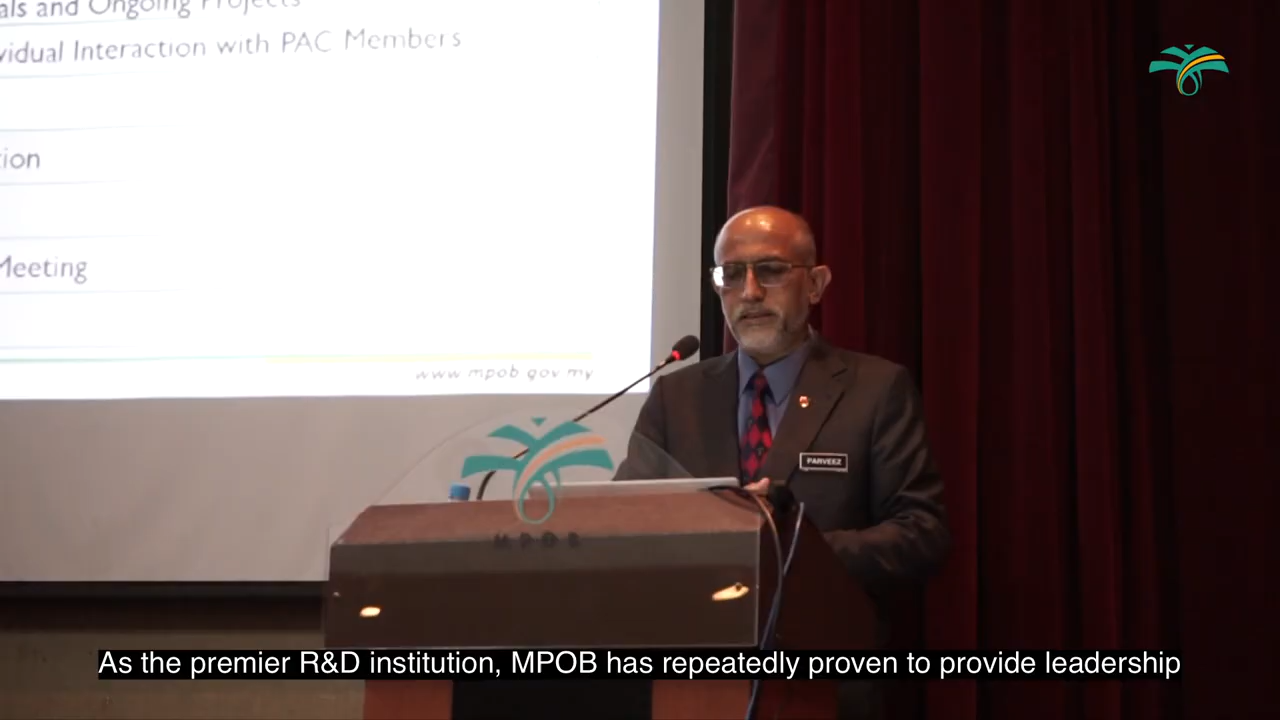 als and Ongoing Projects
vidual Interaction with PAC Members
tion
Meeting
www.mpob.gov.my
PARVEEZ
MPOB
As the premier R&D institution, MPOB has repeatedly proven to provide leadership